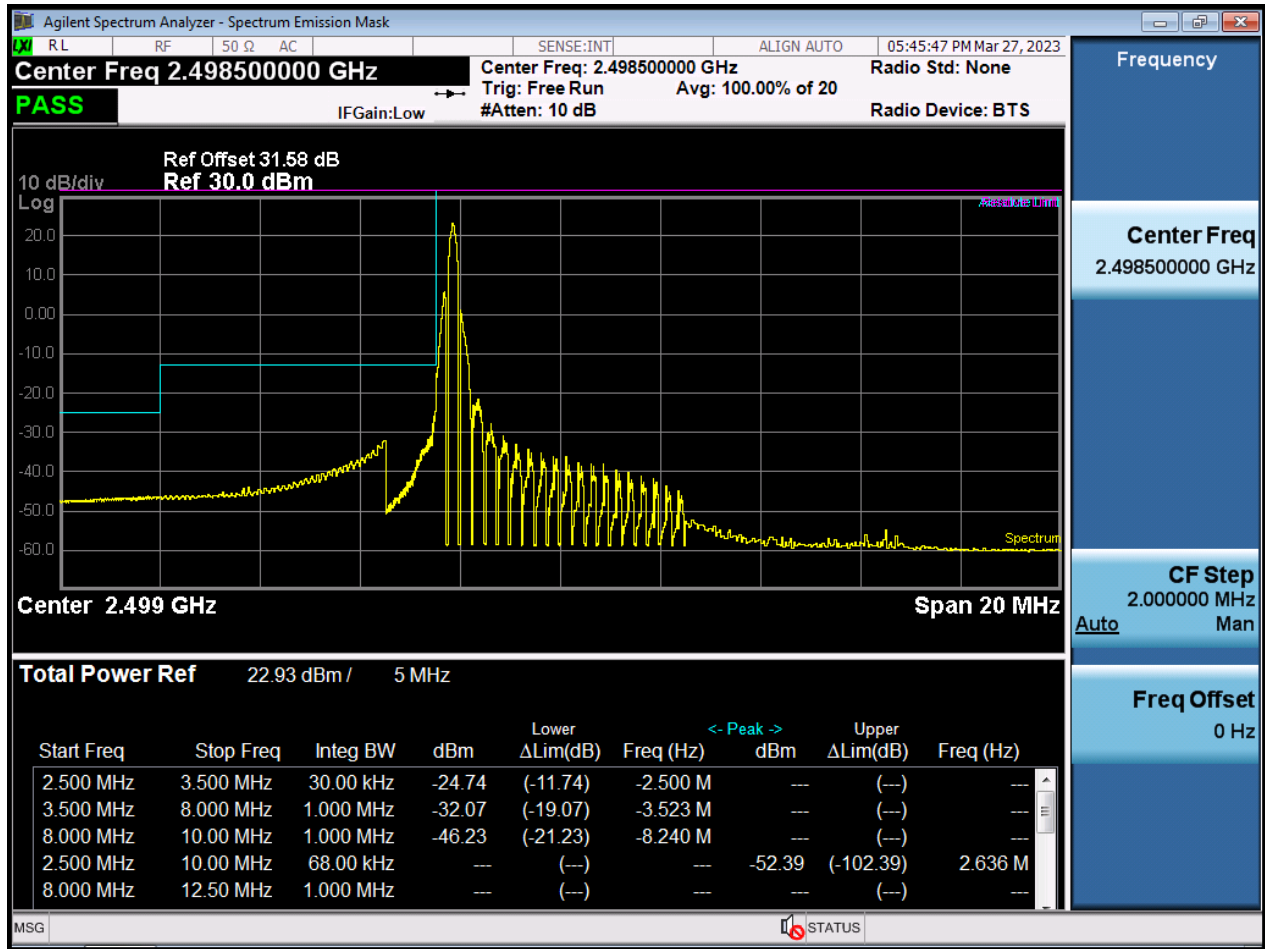 Agilent Spectrum Analyzer - Spectrum Emission Mask
LXI RL RF 50 Ω AC SENSE:INT ALIGN AUTO 05:45:47 PM Mar 27, 2023
Center Freq 2.498500000 GHz
PASS
IFGain:Low
Center Freq: 2.498500000 GHz
Trig: Free Run Avg: 100.00% of 20
#Atten: 10 dB
Radio Std: None
Radio Device: BTS
Ref Offset 31.58 dB
10 dB/div Ref 30.0 dBm
Log
20.0
10.0
0.00
-10.0
-20.0
-30.0
-40.0
-50.0
-60.0
Limit
Spectrum
Center 2.499 GHz Span 20 MHz
Total Power Ref 22.93 dBm / 5 MHz
Lower <- Peak -> Upper
Start Freq Stop Freq Integ BW dBm ΔLim(dB) Freq (Hz) dBm ΔLim(dB) Freq (Hz)
2.500 MHz 3.500 MHz 30.00 kHz -24.74 (-11.74) -2.500 M --- (---) ---
3.500 MHz 8.000 MHz 1.000 MHz -32.07 (-19.07) -3.523 M --- (---) ---
8.000 MHz 10.00 MHz 1.000 MHz -46.23 (-21.23) -8.240 M --- (---) ---
2.500 MHz 10.00 MHz 68.00 kHz --- (---) --- -52.39 (-102.39) 2.636 M
8.000 MHz 12.50 MHz 1.000 MHz --- (---) --- --- (---) ---
MSG STATUS
Frequency
Center Freq
2.498500000 GHz
CF Step
2.000000 MHz
Auto Man
Freq Offset
0 Hz